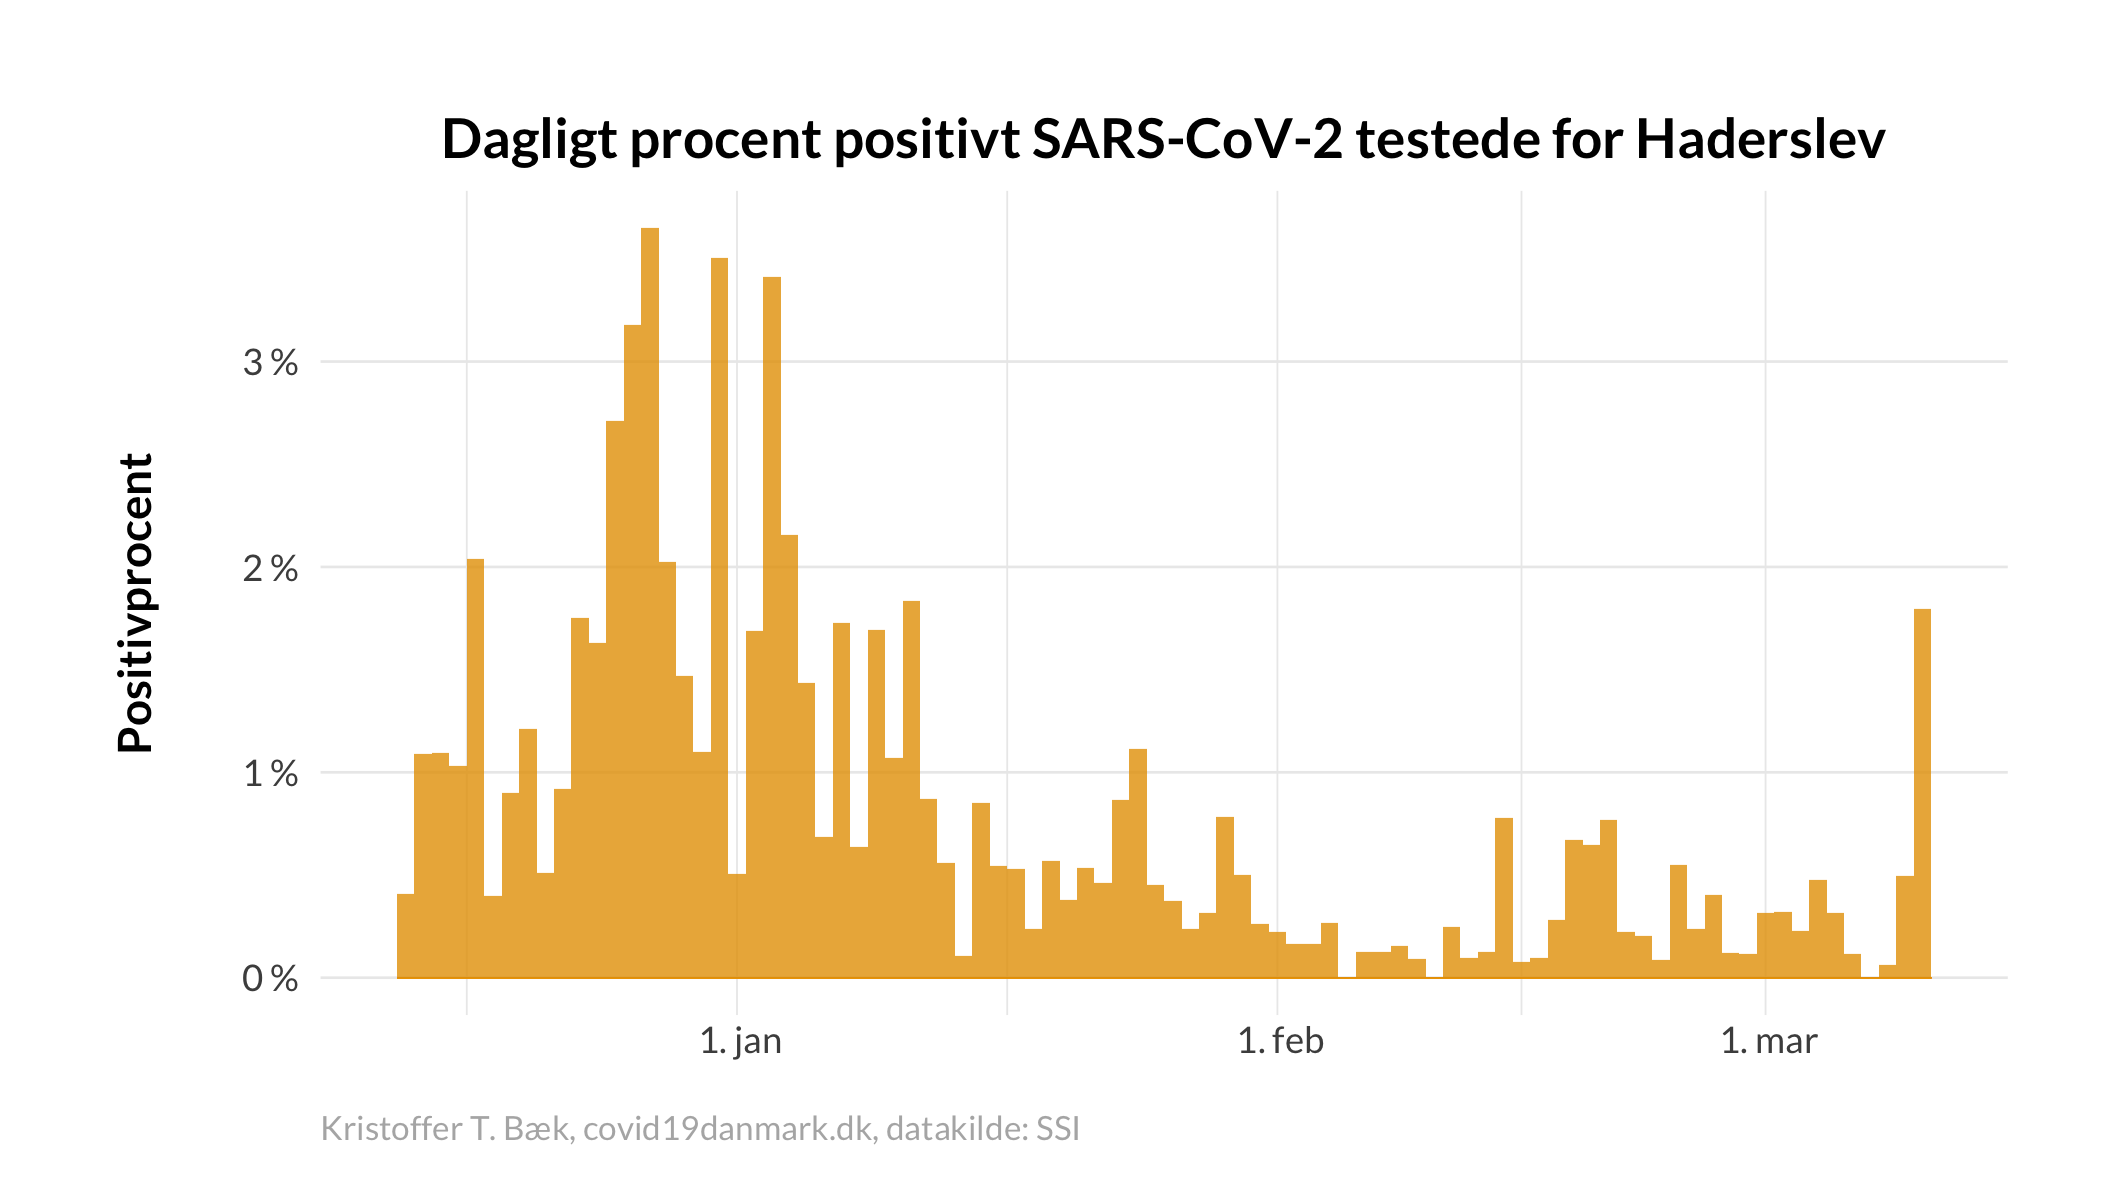 Dagligt procent positivt SARS-CoV-2 testede for Haderslev
Positivprocent
3 %
2 %
1 %
0 %
1. jan
1. feb
1. mar
Kristoffer T. Bæk, covid19danmark.dk, datakilde: SSI